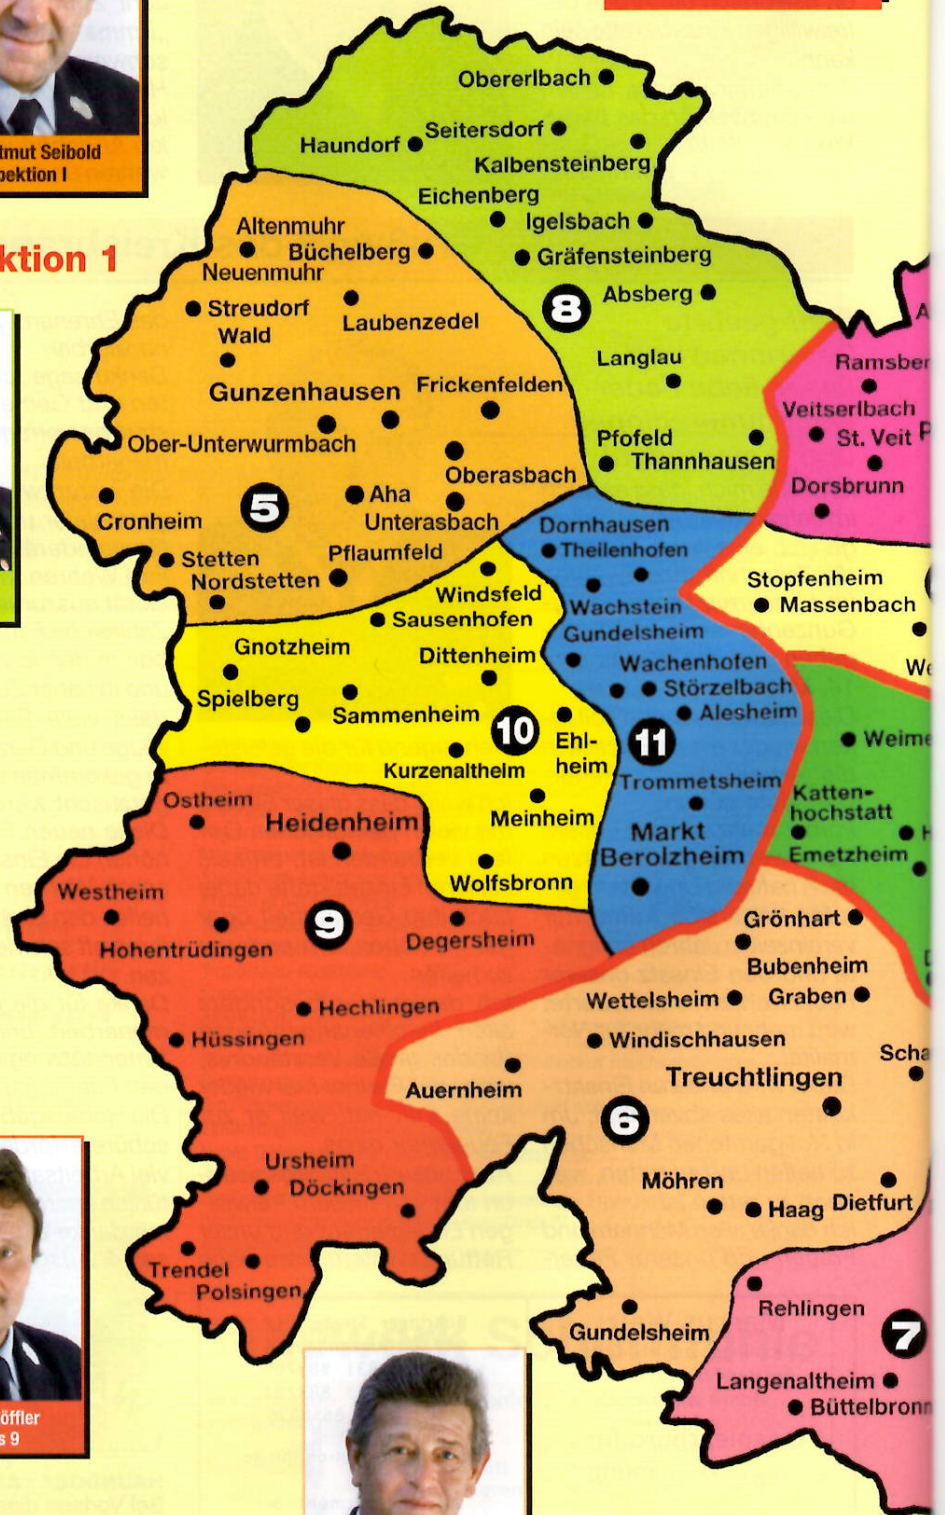 tmut Seibold
pektion I
ktion 1
Obererlbach
Seitersdorf
Haundorf
Kalbensteinberg
Eichenberg
Igelsbach
Gräfensteinberg
8
Absberg
Langlau
Pfofeld
Thannhausen
Altenmuhr
Büchelberg
Neuenmuhr
Streudorf
Wald
Laubenzedel
Gunzenhausen
Frickenfelden
Ober-Unterwurmbach
Oberasbach
5
Aha
Cronheim
Unterasbach
Stetten
Pflaumfeld
Nordstetten
Ramsber
Veitserlbach
St. Veit
Dorsbrunn
Dornhausen
Theilenhofen
Wachstein
Gundelsheim
Wachenhofen
Störzelbach
Alesheim
11
Trommetsheim
Markt
Berolzheim
Stopfenheim
Massenbach
We
Weime
Katten-
hochstatt
H
Emetzheim
Windsfeld
Sausenhofen
Gnotzheim
Dittenheim
Spielberg
Sammenheim
10
Ehl-
heim
Kurzenaltheim
Meinheim
Wolfsbronn
Ostheim
Heidenheim
Westheim
9
Hohentrüdingen
Degersheim
Hechlingen
Hüssingen
Ursheim
Döckingen
Trendel
Polsingen
Grönhart
Bubenheim
Wettelsheim
Graben
Windischhausen
Scha
Auernheim
Treuchtlingen
6
Möhren
Haag
Dietfurt
Gundelsheim
Rehlingen
7
Langenaltheim
Büttelbronn
öffler
s 9